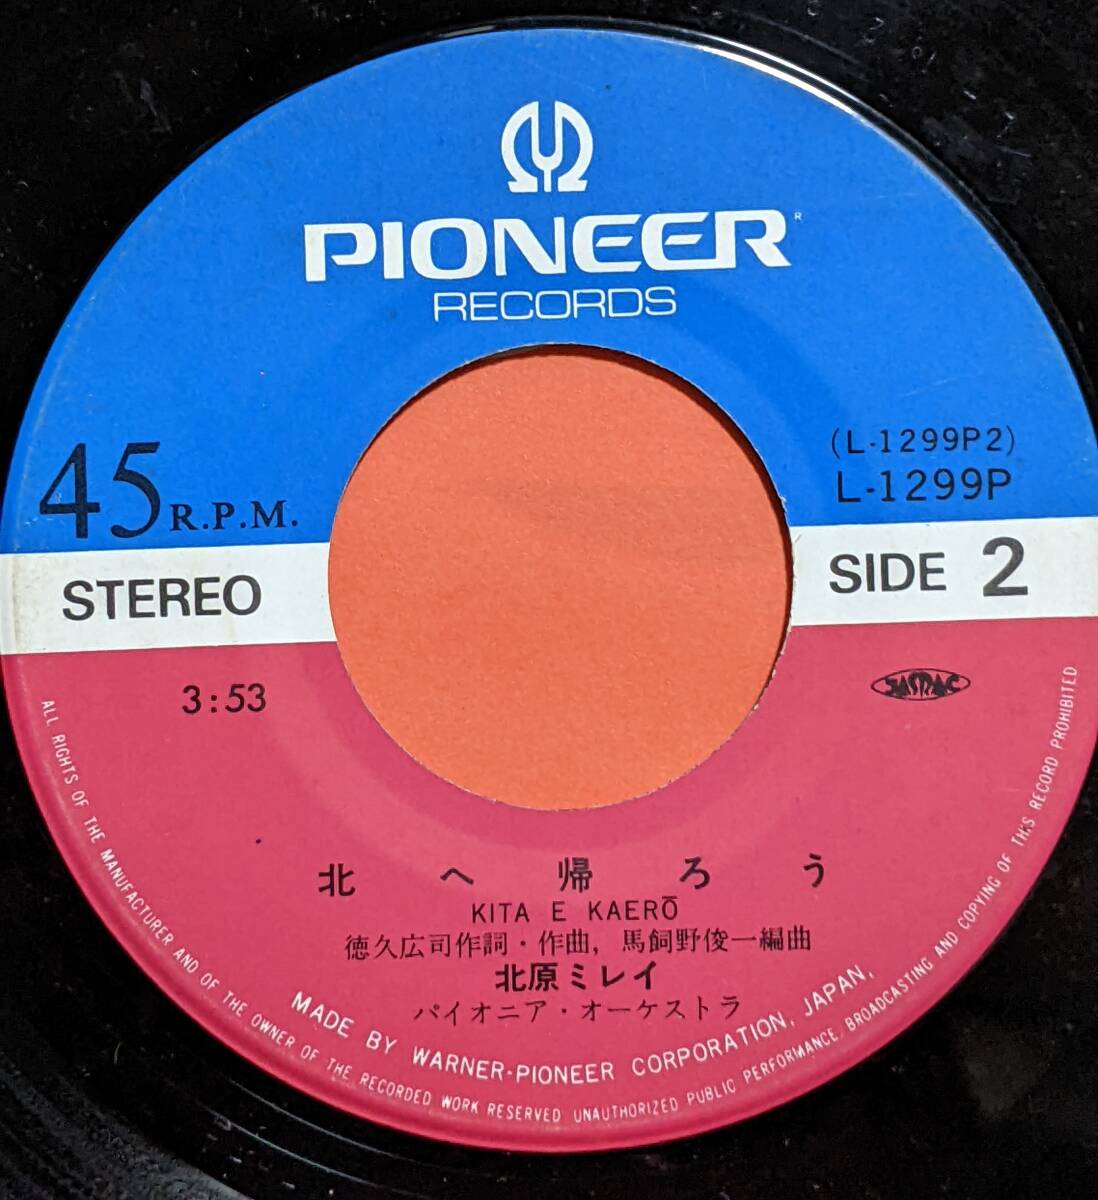 PIONEER®
RECORDS
45 R.P.M.
(L-1299P2)
L-1299P
STEREO
SIDE 2
3:53
JASRAC
北へ帰ろう
KITA E KAERŌ
徳久広司作詞・作曲, 馬飼野俊一編曲
北原ミレイ
パイオニア・オーケストラ
MADE BY WARNER-PIONEER CORPORATION, JAPAN.
ALL RIGHTS OF THE MANUFACTURER AND OF THE OWNER OF THE RECORDED WORK RESERVED UNAUTHORIZED PUBLIC PERFORMANCE, BROADCASTING AND COPYING OF THIS RECORD PROHIBITED